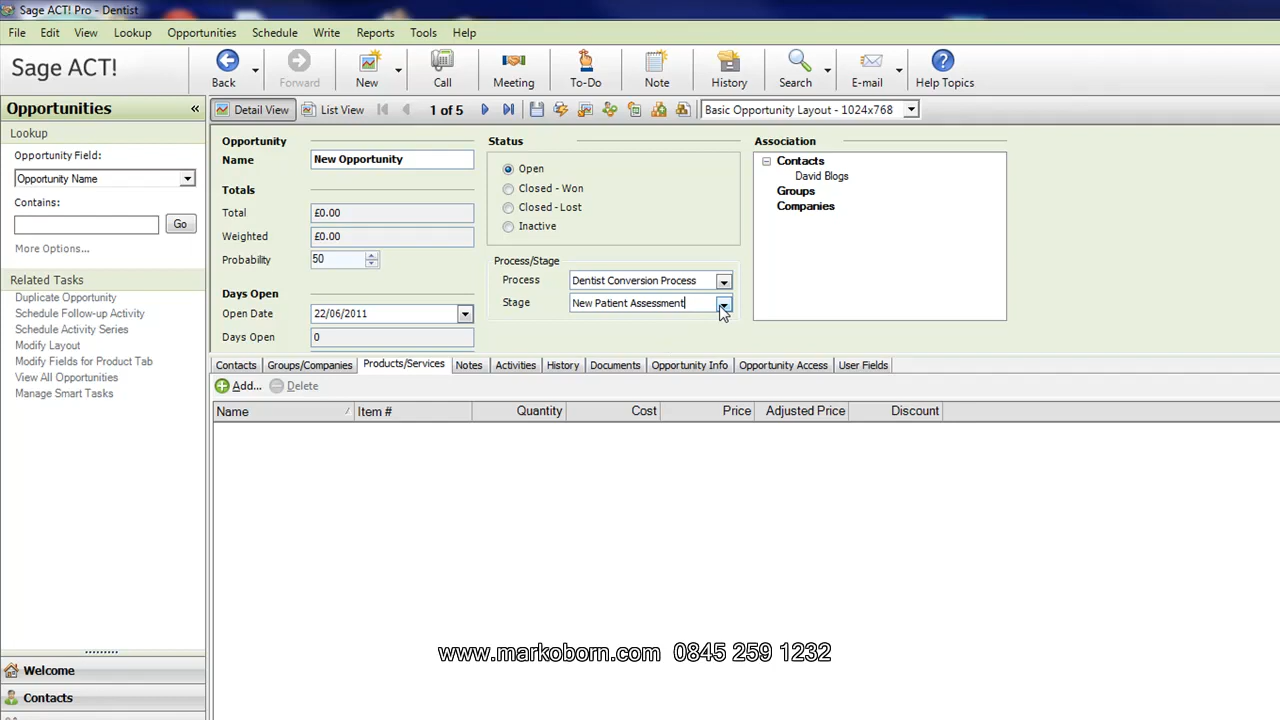 Sage ACT! Pro - Dentist
File Edit View Lookup Opportunities Schedule Write Reports Tools Help
Sage ACT! Back Forward New Call Meeting To-Do Note History Search E-mail Help Topics
Opportunities «
Detail View List View 1 of 5 Basic Opportunity Layout - 1024x768
Lookup
Opportunity Field:
Opportunity Name
Contains:
Go
More Options...
Related Tasks
Duplicate Opportunity
Schedule Follow-up Activity
Schedule Activity Series
Modify Layout
Modify Fields for Product Tab
View All Opportunities
Manage Smart Tasks
Welcome
Contacts
Opportunity
Name New Opportunity
Totals
Total £0.00
Weighted £0.00
Probability 50
Days Open
Open Date 22/06/2011
Days Open 0
Status
Open
Closed - Won
Closed - Lost
Inactive
Process/Stage
Process Dentist Conversion Process
Stage New Patient Assessment
Association
Contacts
David Blogs
Groups
Companies
Contacts Groups/Companies Products/Services Notes Activities History Documents Opportunity Info Opportunity Access User Fields
Add... Delete
Name / Item # Quantity Cost Price Adjusted Price Discount
www.markoborn.com 0845 259 1232